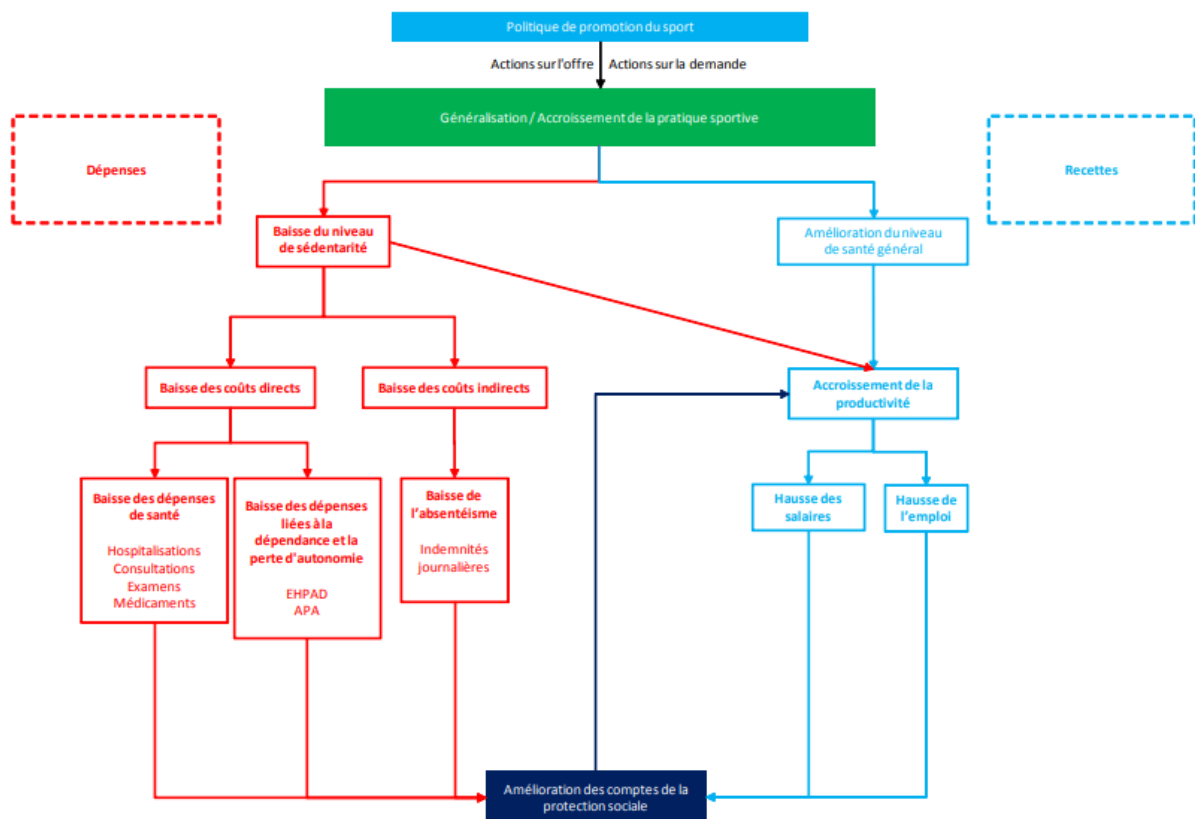 Politique de promotion du sport
Actions sur l'offre
Actions sur la demande
Généralisation / Accroissement de la pratique sportive
Dépenses
Recettes
Baisse du niveau
de sédentarité
Amélioration du niveau
de santé général
Baisse des coûts directs
Baisse des coûts indirects
Accroissement de la
productivité
Baisse des dépenses
de santé
Hospitalisations
Consultations
Examens
Médicaments
Baisse des dépenses
liées à la
dépendance et la
perte d'autonomie
EHPAD
APA
Baisse de
l'absentéisme
Indemnités
journalières
Hausse des
salaires
Hausse de
l'emploi
Amélioration des comptes de la
protection sociale